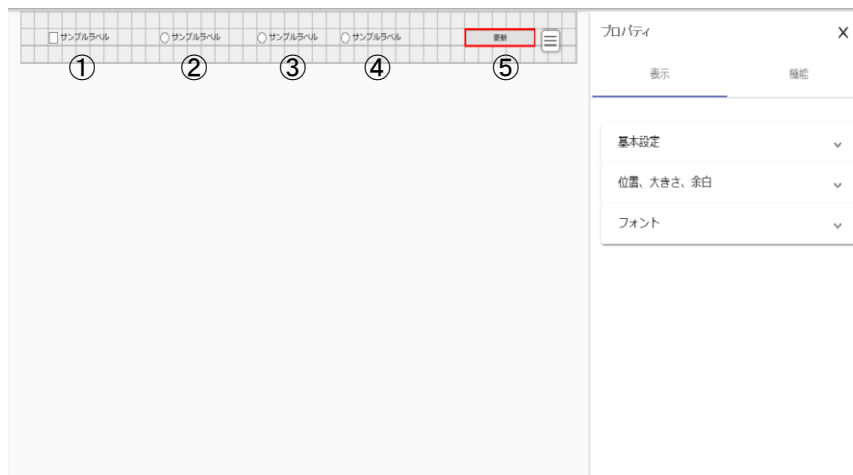 プロパティ X
サンプルラベル サンプルラベル サンプルラベル サンプルラベル 更新
① ② ③ ④ ⑤
表示 機能
基本設定
位置、大きさ、余白
フォント